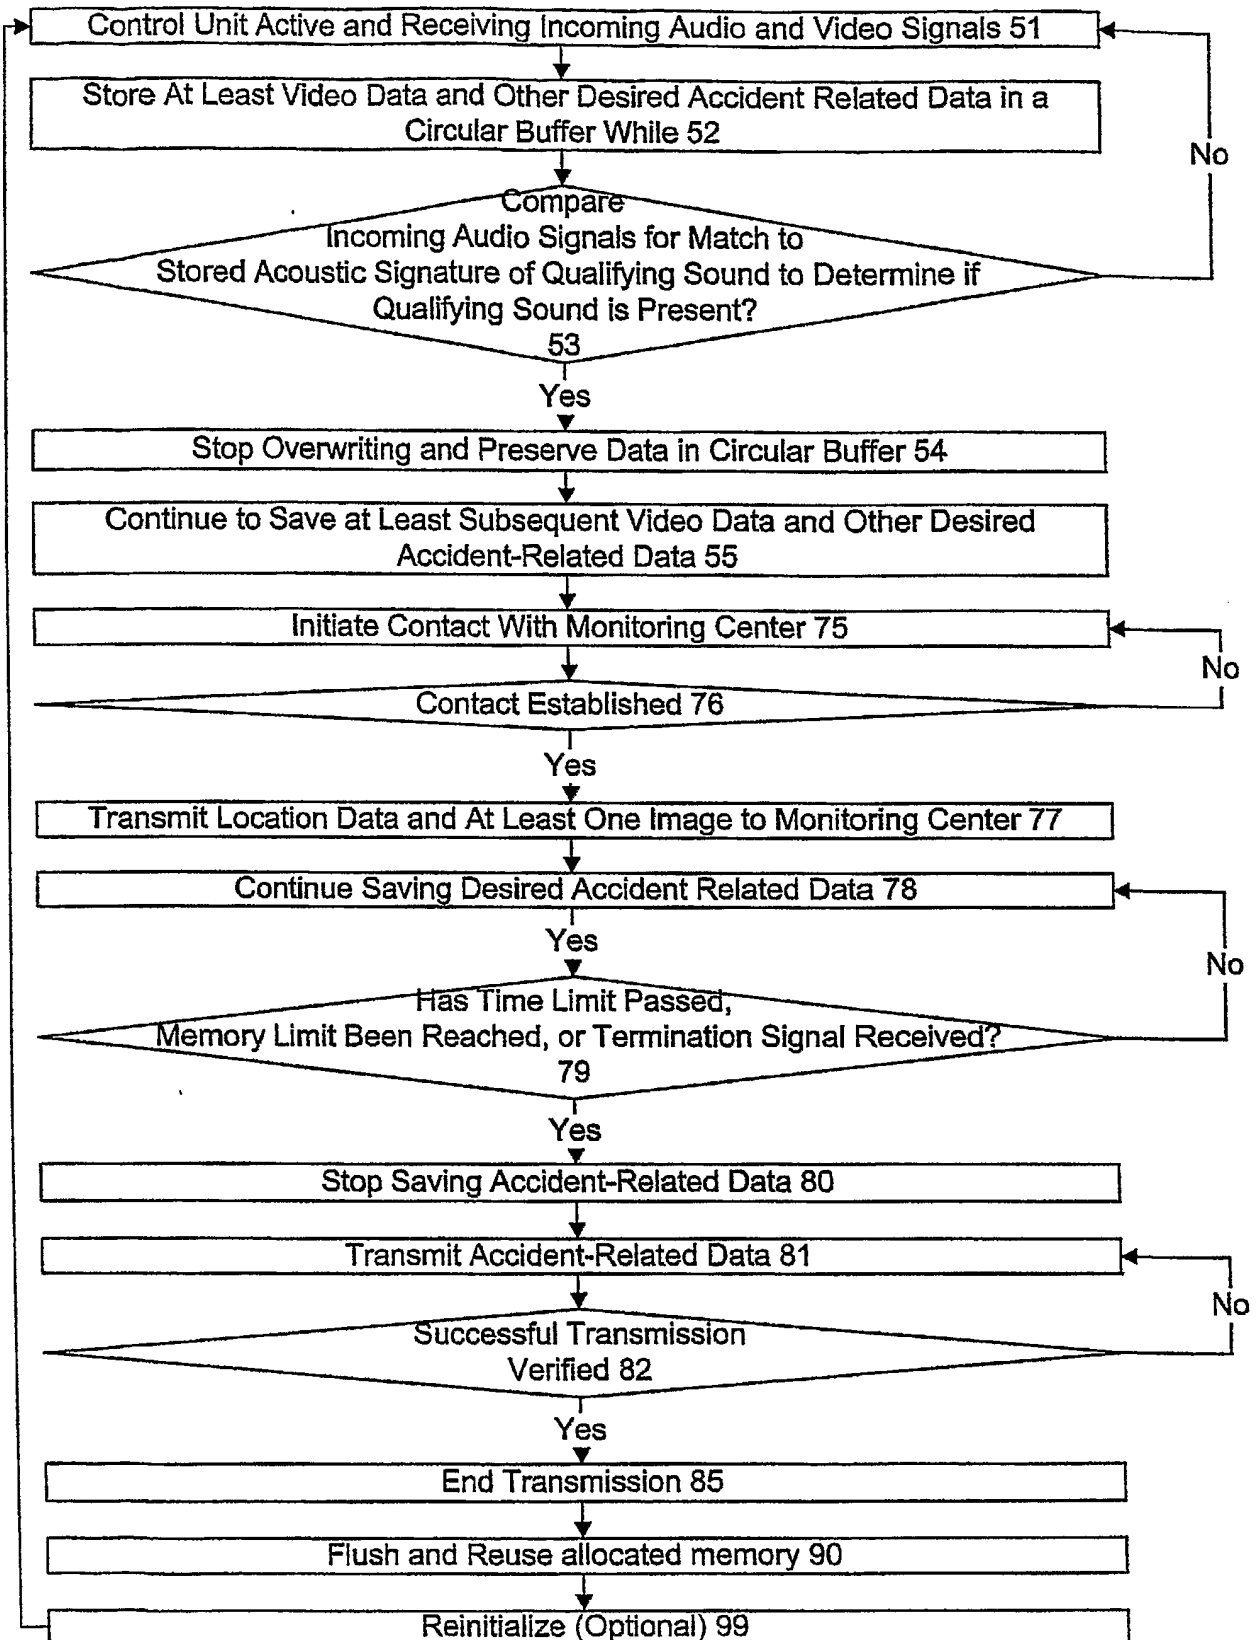 Control Unit Active and Receiving Incoming Audio and Video Signals 51
Store At Least Video Data and Other Desired Accident Related Data in a
Circular Buffer While 52
No
Compare
Incoming Audio Signals for Match to
Stored Acoustic Signature of Qualifying Sound to Determine if
Qualifying Sound is Present?
53
Yes
Stop Overwriting and Preserve Data in Circular Buffer 54
Continue to Save at Least Subsequent Video Data and Other Desired
Accident-Related Data 55
Initiate Contact With Monitoring Center 75
No
Contact Established 76
Yes
Transmit Location Data and At Least One Image to Monitoring Center 77
Continue Saving Desired Accident Related Data 78
Yes
No
Has Time Limit Passed,
Memory Limit Been Reached, or Termination Signal Received?
79
Yes
Stop Saving Accident-Related Data 80
Transmit Accident-Related Data 81
No
Successful Transmission
Verified 82
Yes
End Transmission 85
Flush and Reuse allocated memory 90
Reinitialize (Optional) 99